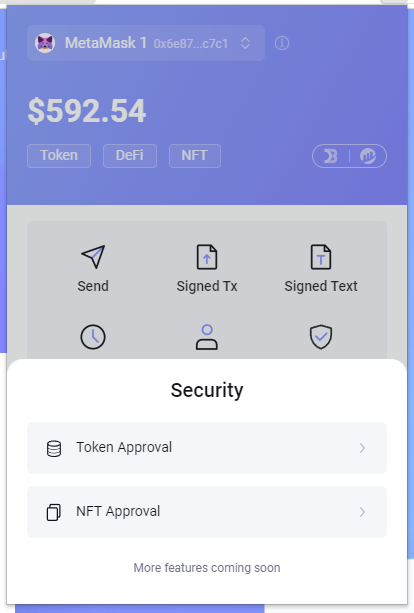 MetaMask 1 0x6e87...c7c1
$592.54
Token DeFi NFT
Send Signed Tx Signed Text
Security
Token Approval
NFT Approval
More features coming soon